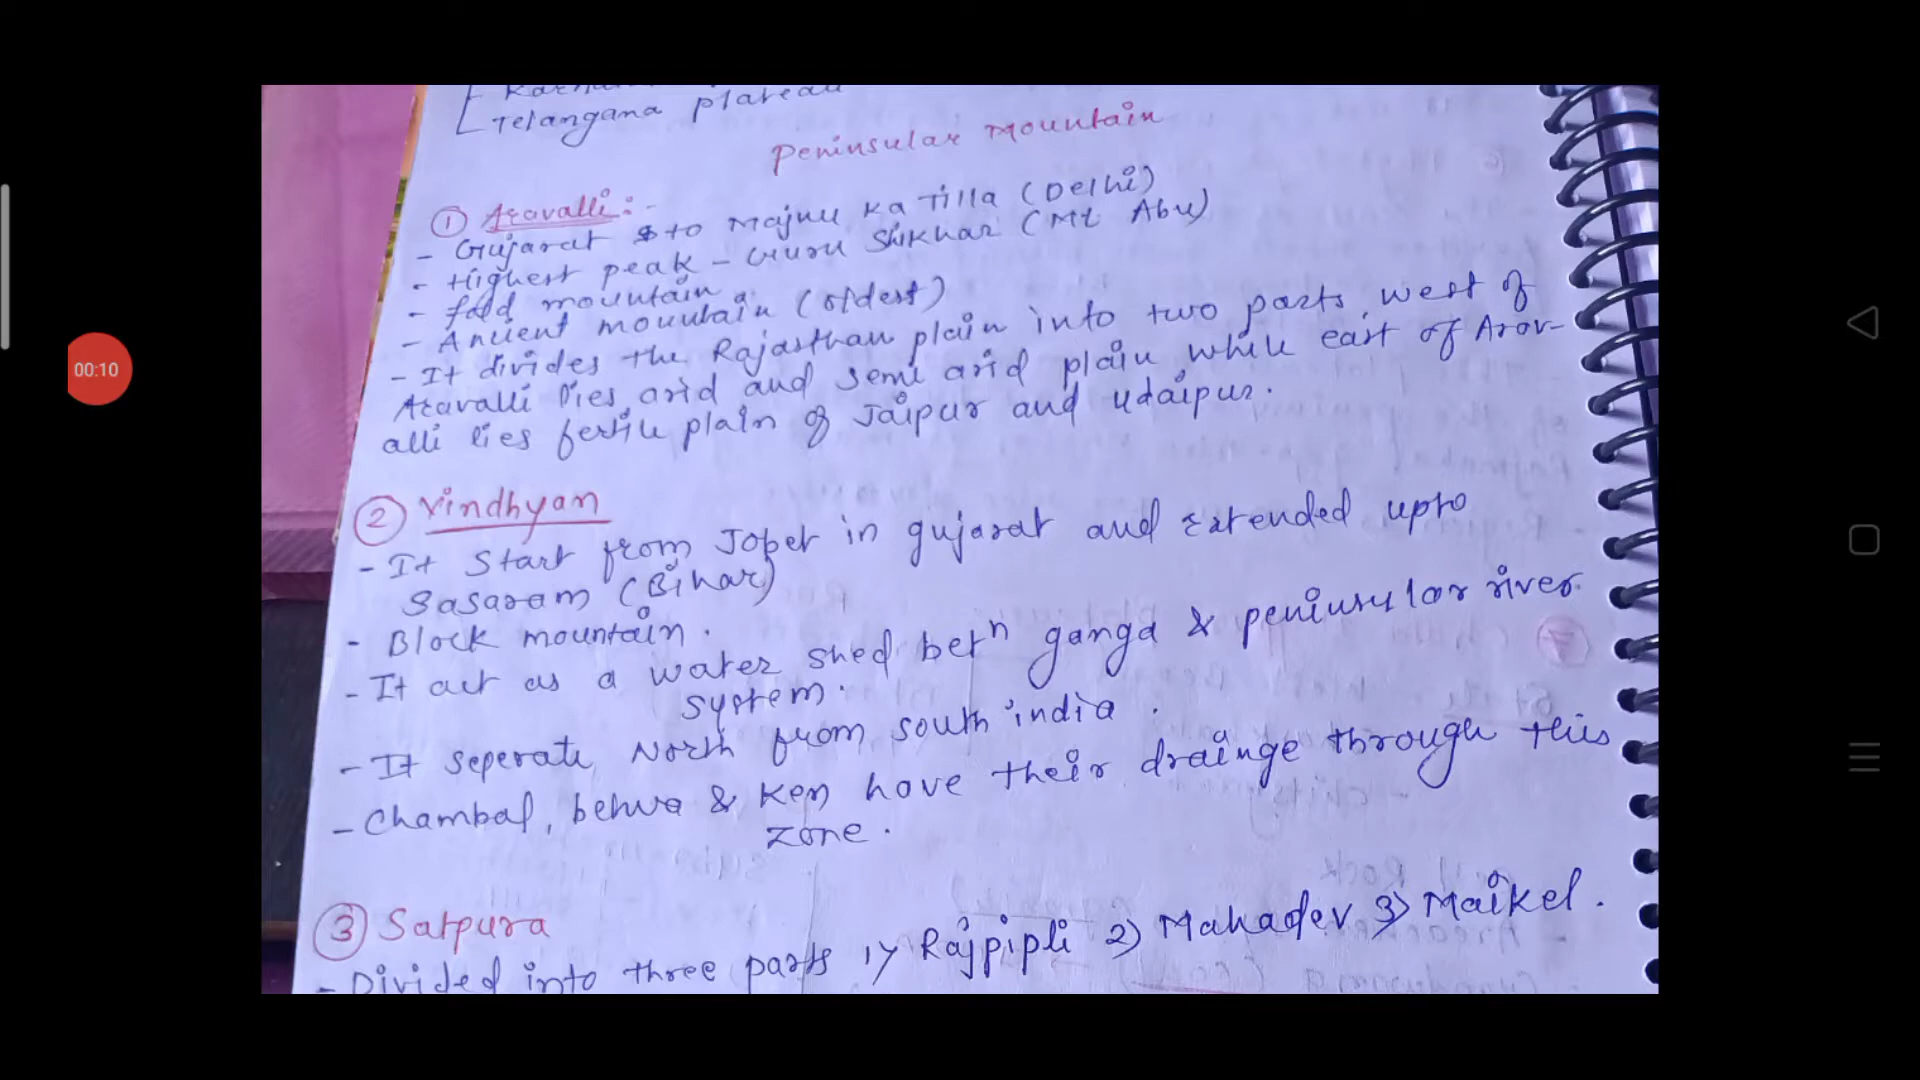 Telangana plateau
Peninsular Mountain
① Aravalli:-
- Gujarat to Majnu Ka Tilla (Delhi)
- Highest peak - Guru Shikhar (Mt Abu)
- fold mountain
- Ancient mountain (oldest)
- It divides the Rajasthan plain into two parts west of
Aravalli lies arid and semi arid plain while east of Arav-
alli lies fertile plain of Jaipur and Udaipur.
② Vindhyan
- It Start from Jobet in gujarat and Extended upto
Sasaram (Bihar)
- Block mountain.
- It act as a water shed betn ganga & peninsular river
system.
- It seperate North from south india.
- Chambal, betwa & Ken have their drainage through this
zone.
③ Satpura
- Divided into three parts 1) Rajpipli 2) Mahadev 3) Maikel.
00:10